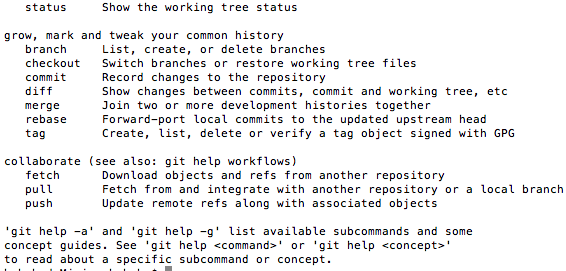 status     Show the working tree status
grow, mark and tweak your common history
branch     List, create, or delete branches
checkout   Switch branches or restore working tree files
commit     Record changes to the repository
diff       Show changes between commits, commit and working tree, etc
merge      Join two or more development histories together
rebase     Forward-port local commits to the updated upstream head
tag        Create, list, delete or verify a tag object signed with GPG
collaborate (see also: git help workflows)
fetch      Download objects and refs from another repository
pull       Fetch from and integrate with another repository or a local branch
push       Update remote refs along with associated objects
'git help -a' and 'git help -g' list available subcommands and some
concept guides. See 'git help <command>' or 'git help <concept>'
to read about a specific subcommand or concept.